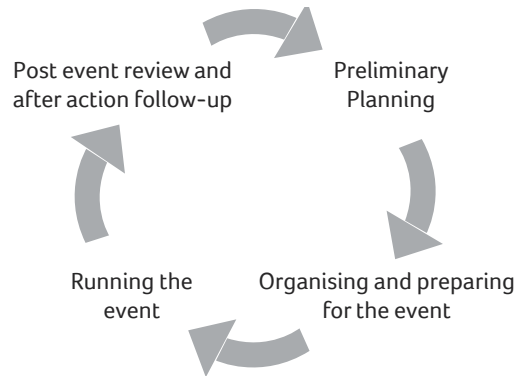 Post event review and
after action follow-up
Preliminary
Planning
Organising and preparing
for the event
Running the
event